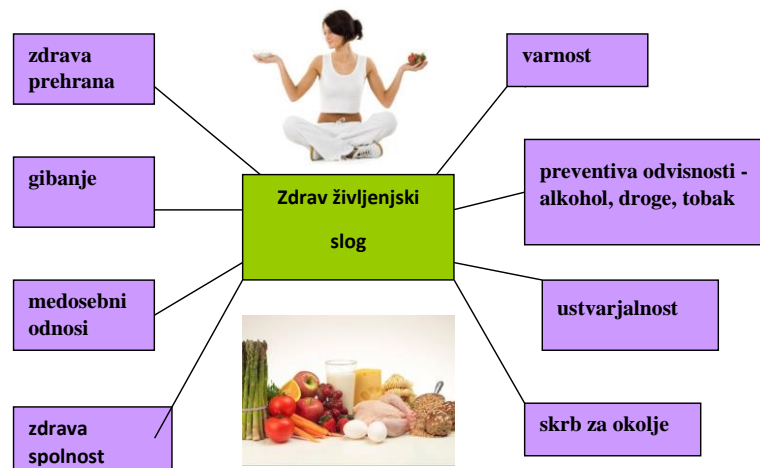 zdrava
prehrana
gibanje
medosebni
odnosi
zdrava
spolnost
Zdrav življenjski
slog
varnost
preventiva odvisnosti -
alkohol, droge, tobak
ustvarjalnost
skrb za okolje